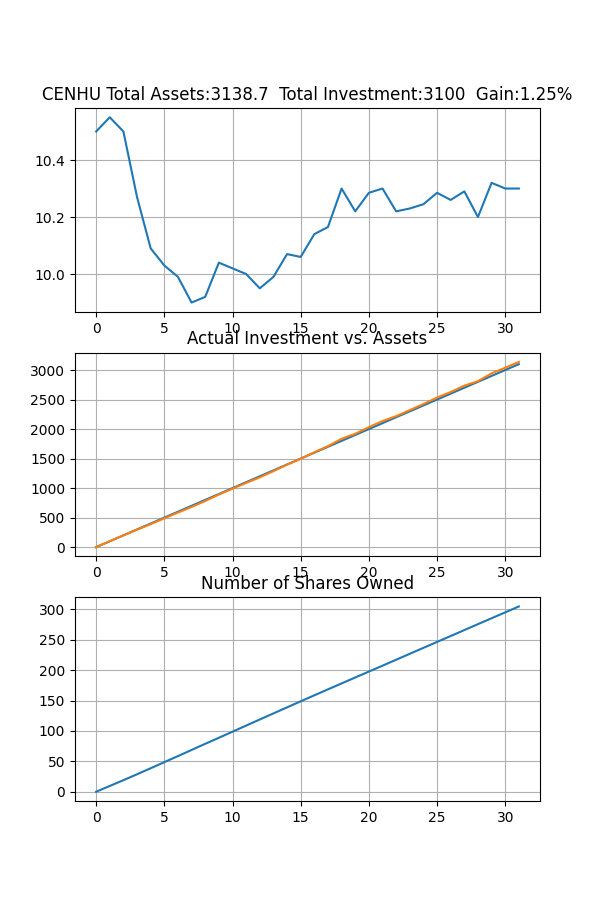 CENHU Total Assets:3138.7  Total Investment:3100  Gain:1.25%
10.4
10.2
10.0
0 5 10 15 20 25 30
Actual Investment vs. Assets
3000
2500
2000
1500
1000
500
0
0 5 10 15 20 25 30
Number of Shares Owned
300
250
200
150
100
50
0
0 5 10 15 20 25 30